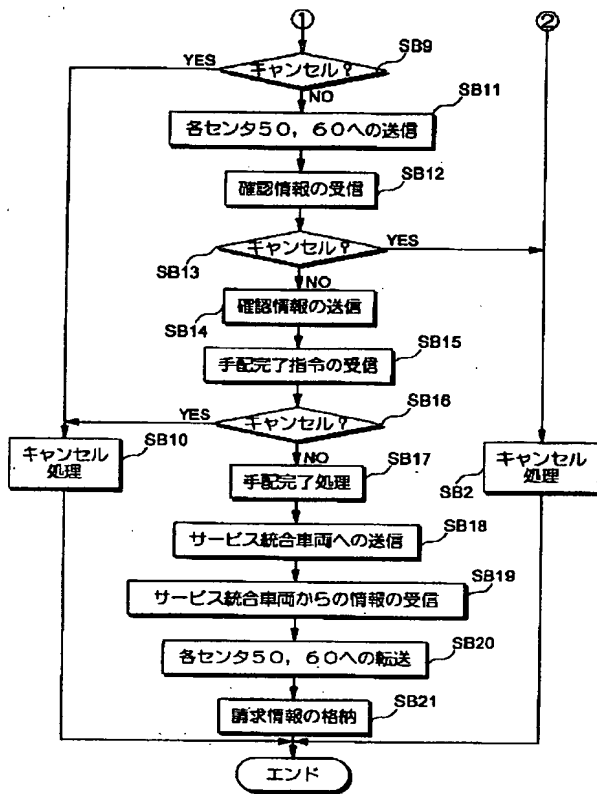 ①
②
キャンセル?
SB9
YES
NO
SB11
各センタ50,60への送信
SB12
確認情報の受信
キャンセル?
YES
SB13
NO
確認情報の送信
SB14
SB15
手配完了指令の受信
SB16
YES
キャンセル?
キャンセル
処理
SB10
NO
SB17
手配完了処理
キャンセル
処理
SB2
SB18
サービス統合車両への送信
SB19
サービス統合車両からの情報の受信
SB20
各センタ50,60への転送
SB21
請求情報の格納
エンド